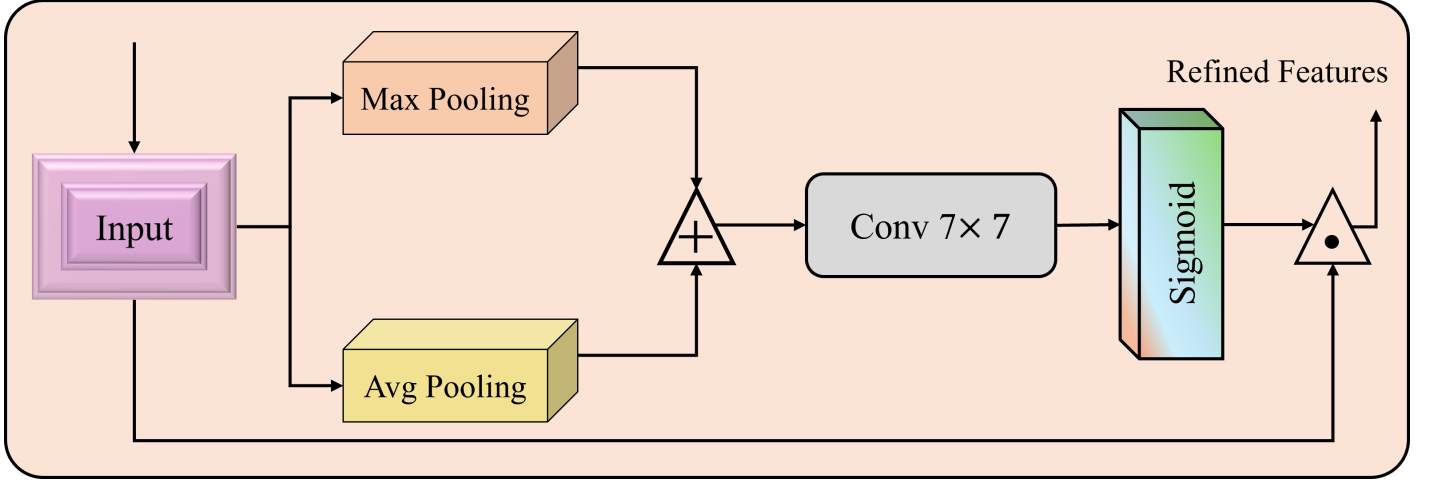 Refined Features
Max Pooling
Input
+
Conv 7× 7
Sigmoid
Avg Pooling